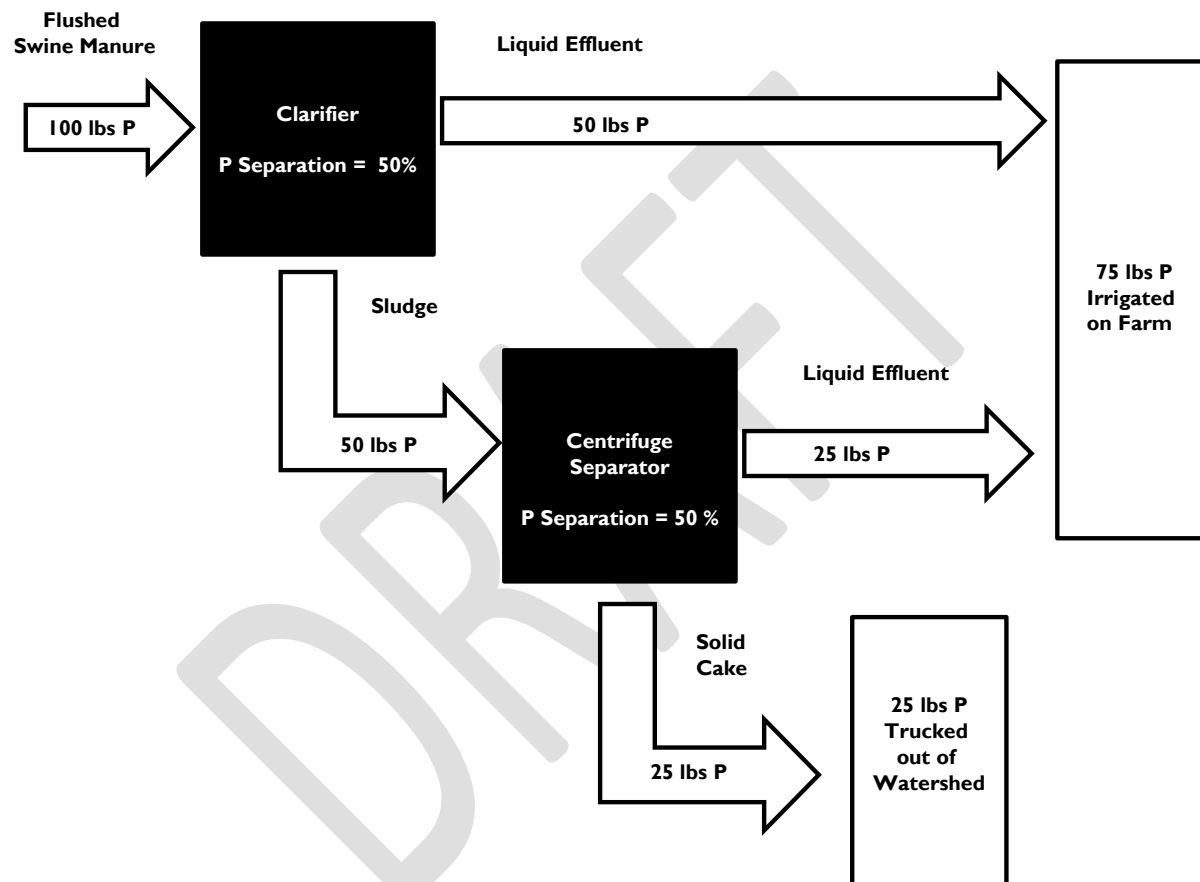 Flushed
Swine Manure
Liquid Effluent
100 lbs P
Clarifier
P Separation = 50%
50 lbs P
75 lbs P
Irrigated
on Farm
Sludge
50 lbs P
Centrifuge
Separator
P Separation = 50 %
Liquid Effluent
25 lbs P
Solid
Cake
25 lbs P
25 lbs P
Trucked
out of
Watershed
DRAFT